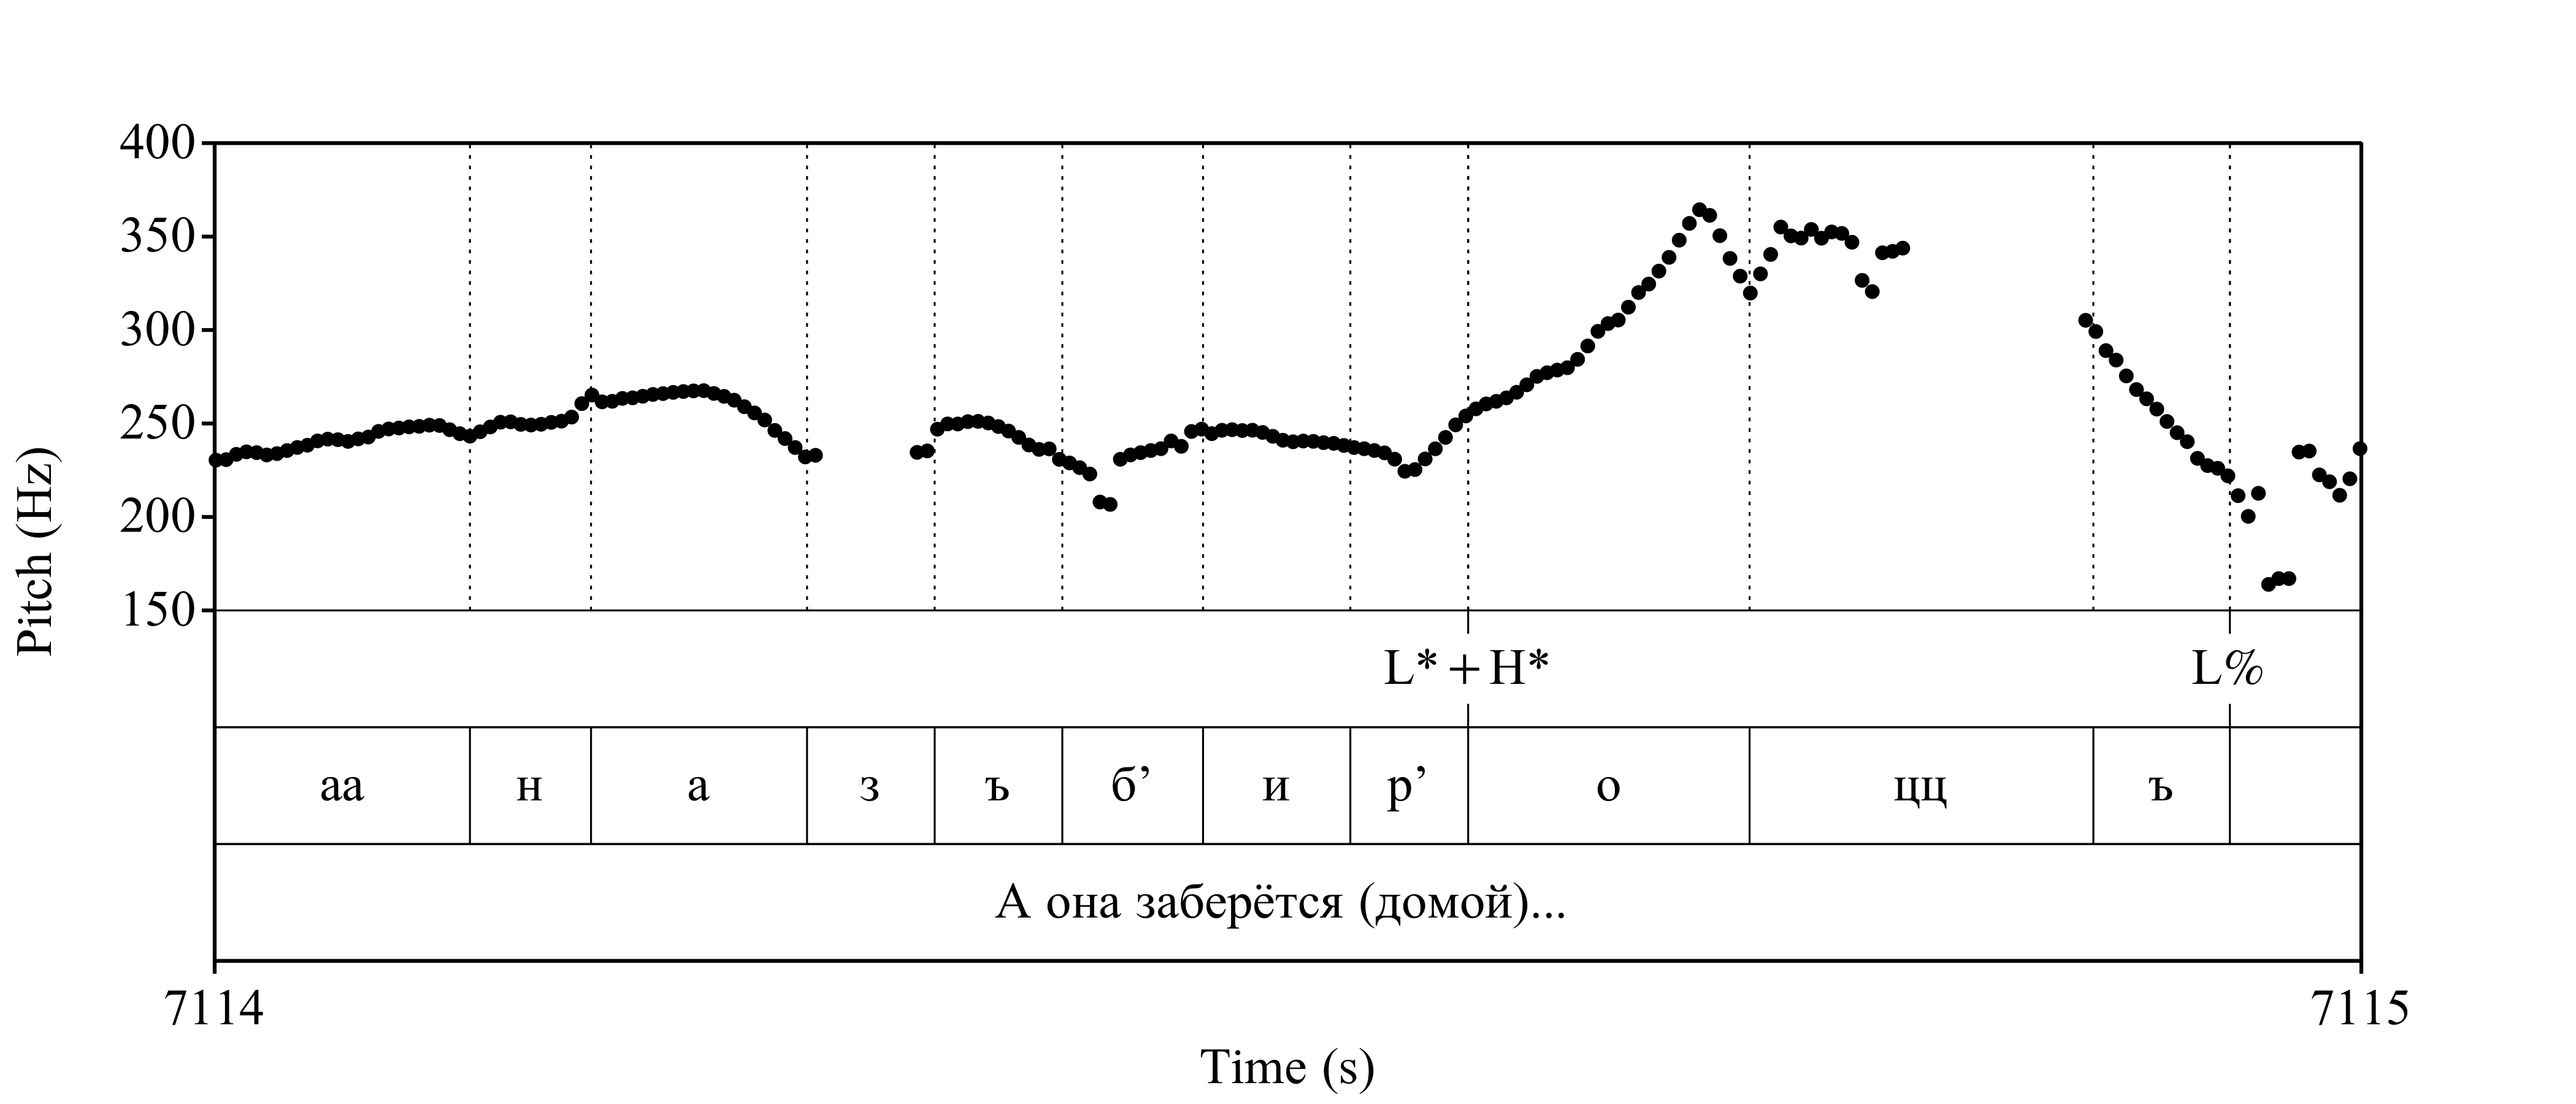 400
350
300
250
200
150
Pitch (Hz)
L*+H* L%
аа н а з ъ б’ и р’ о цц ъ
А она заберётся (домой)...
7114 7115
Time (s)